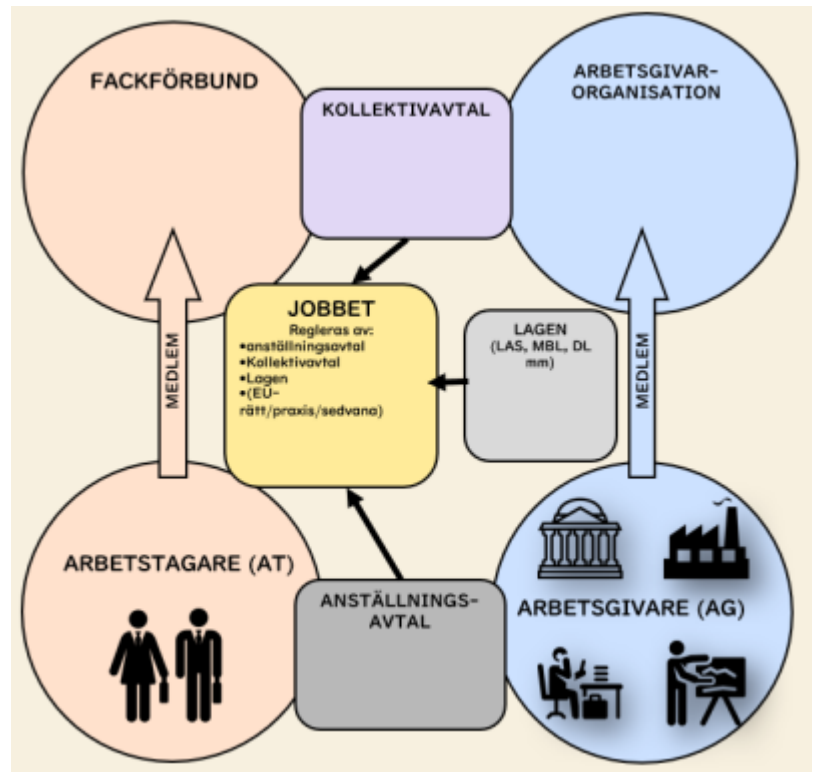 FACKFÖRBUND
ARBETSGIVAR-
ORGANISATION
KOLLEKTIVAVTAL
JOBBET
Regleras av:
•anställningsavtal
•Kollektivavtal
•Lagen
•(EU-
rätt/praxis/sedvana)
LAGEN
(LAS, MBL, DL
mm)
MEDLEM
MEDLEM
ARBETSTAGARE (AT)
ANSTÄLLNINGS-
AVTAL
ARBETSGIVARE (AG)